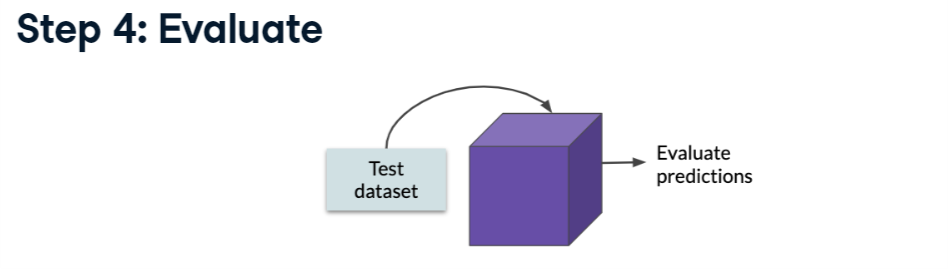 Step 4: Evaluate
Test
dataset
Evaluate
predictions